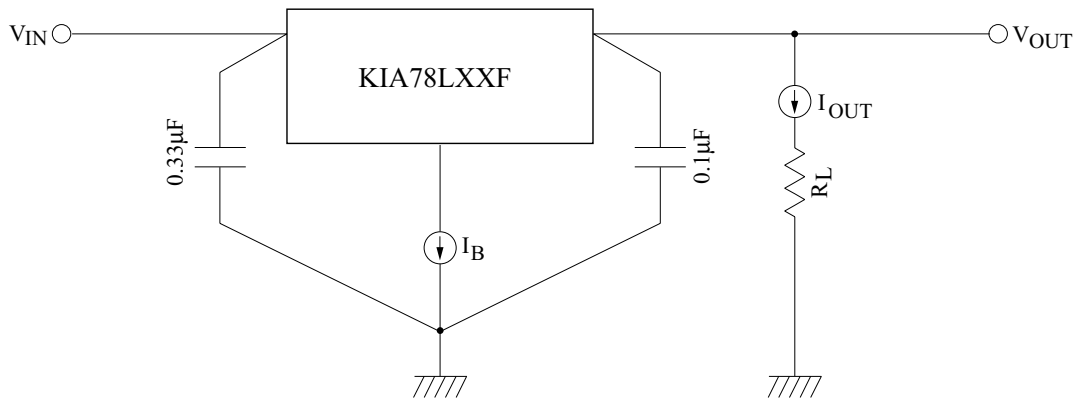 VIN
KIA78LXXF
VOUT
IOUT
0.33μF
0.1μF
RL
IB